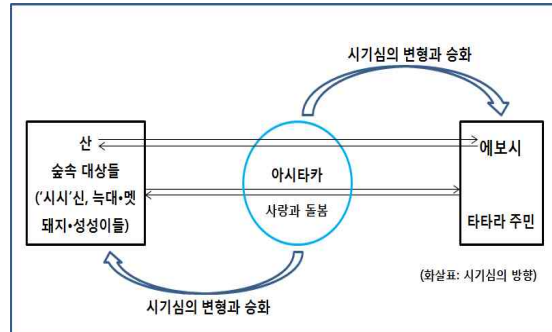 시기심의 변형과 승화
산
숲속 대상들
('시시'신, 늑대•멧
돼지•성성이들)
아시타카
사랑과 돌봄
에보시
타타라 주민
(화살표: 시기심의 방향)
시기심의 변형과 승화